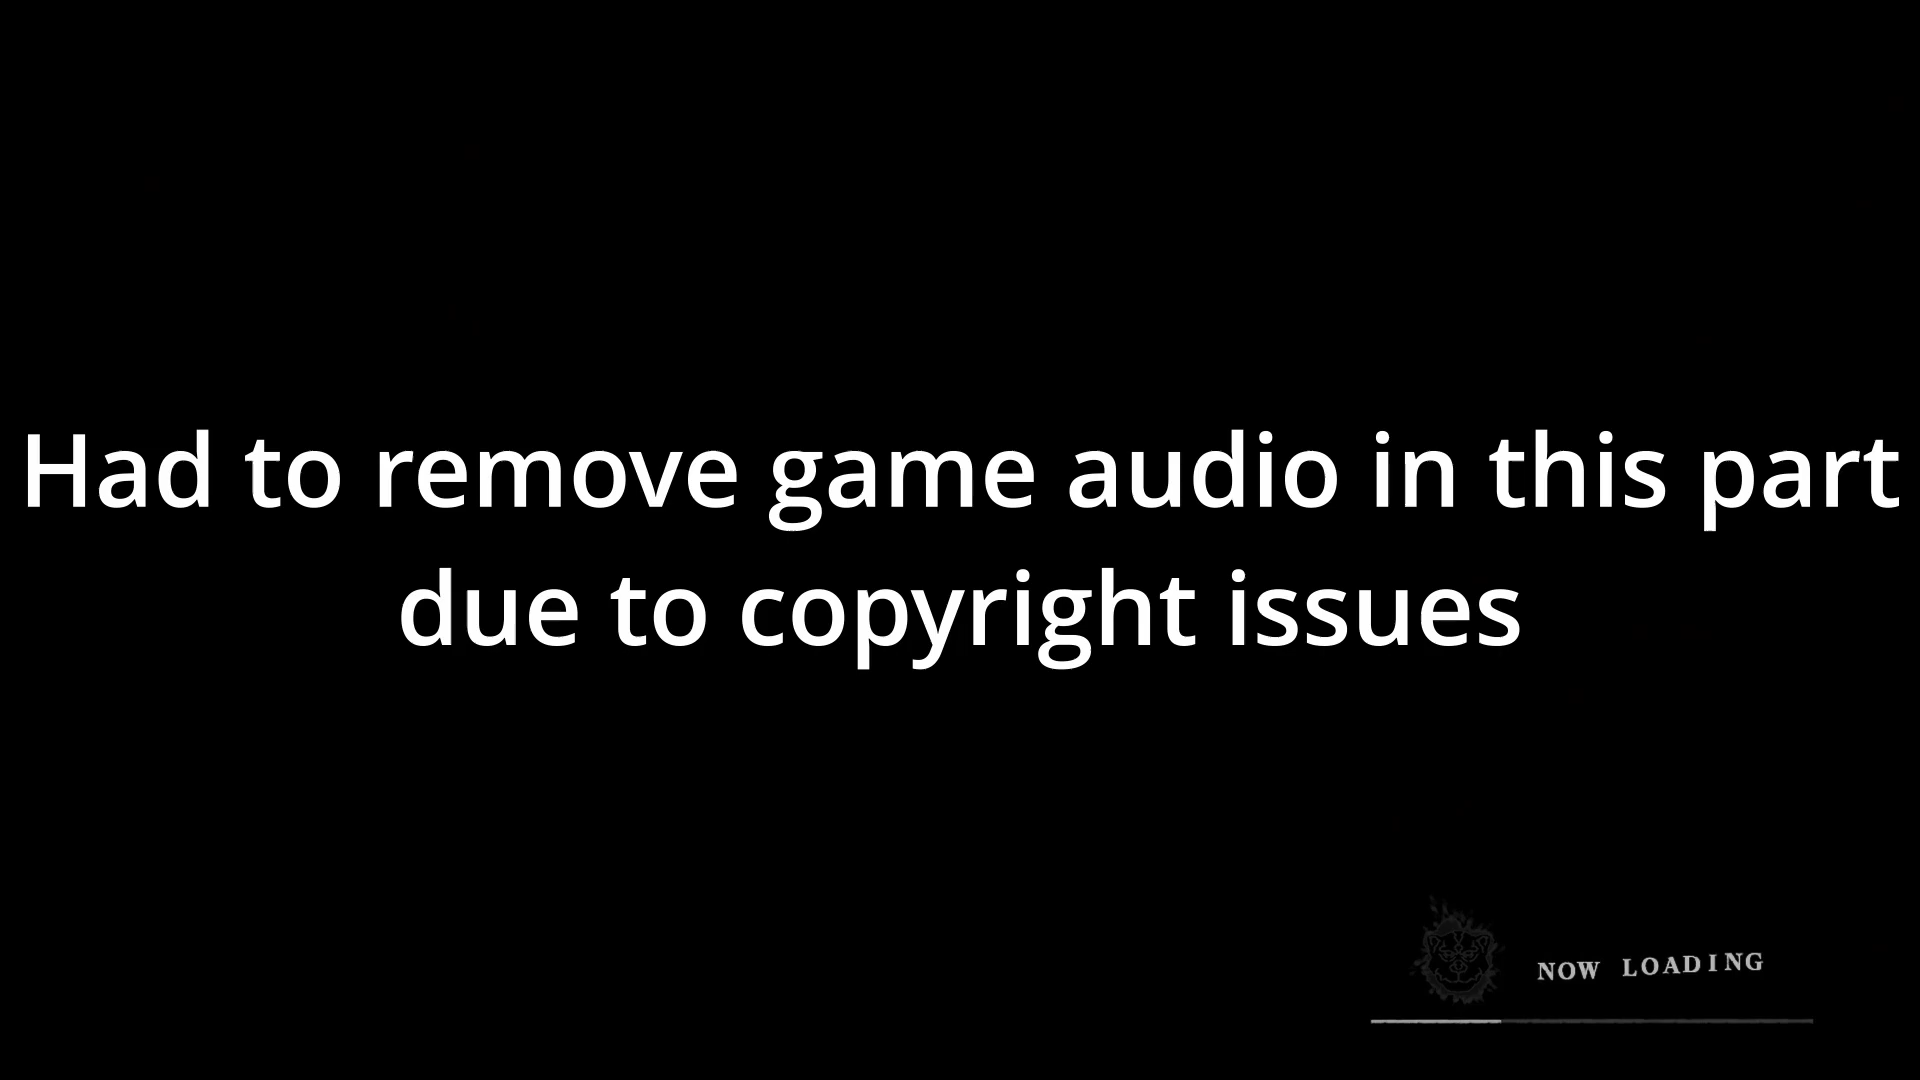 Had to remove game audio in this part
due to copyright issues
NOW LOADING